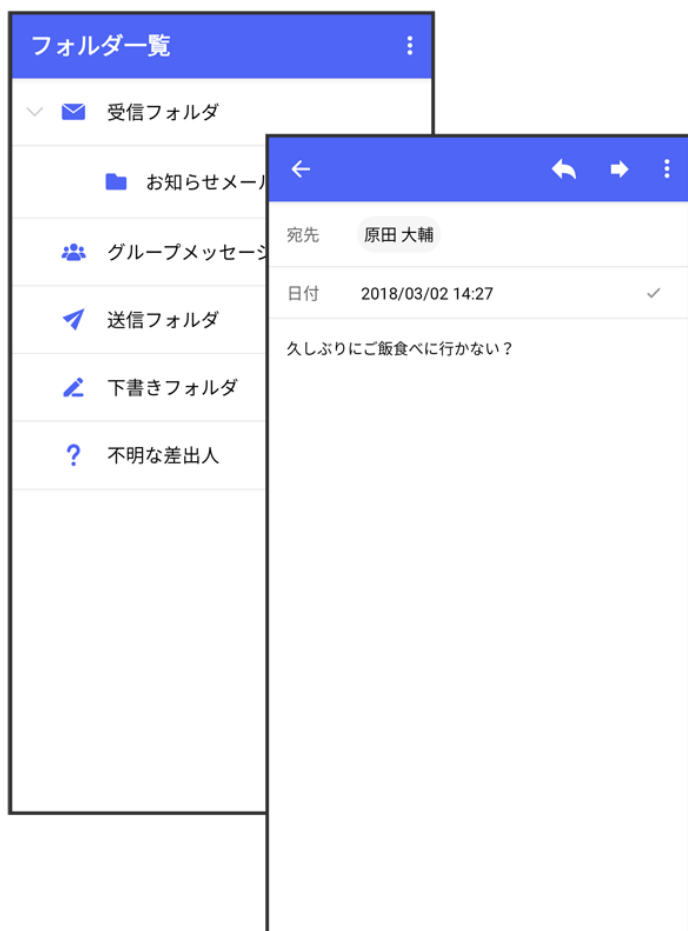 フォルダ一覧
受信フォルダ
お知らせメール
グループメッセージ
送信フォルダ
下書きフォルダ
不明な差出人
宛先 原田 大輔
日付 2018/03/02 14:27
久しぶりにご飯食べに行かない？